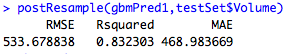 > postResample(gbmPred1,testSet$Volume)
RMSE Rsquared MAE
533.678838 0.832303 468.983669